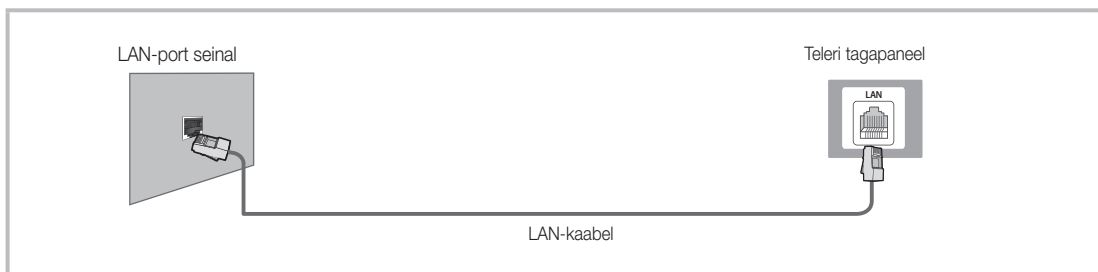 LAN-port seinal
Teleri tagapaneel
LAN
LAN-kaabel